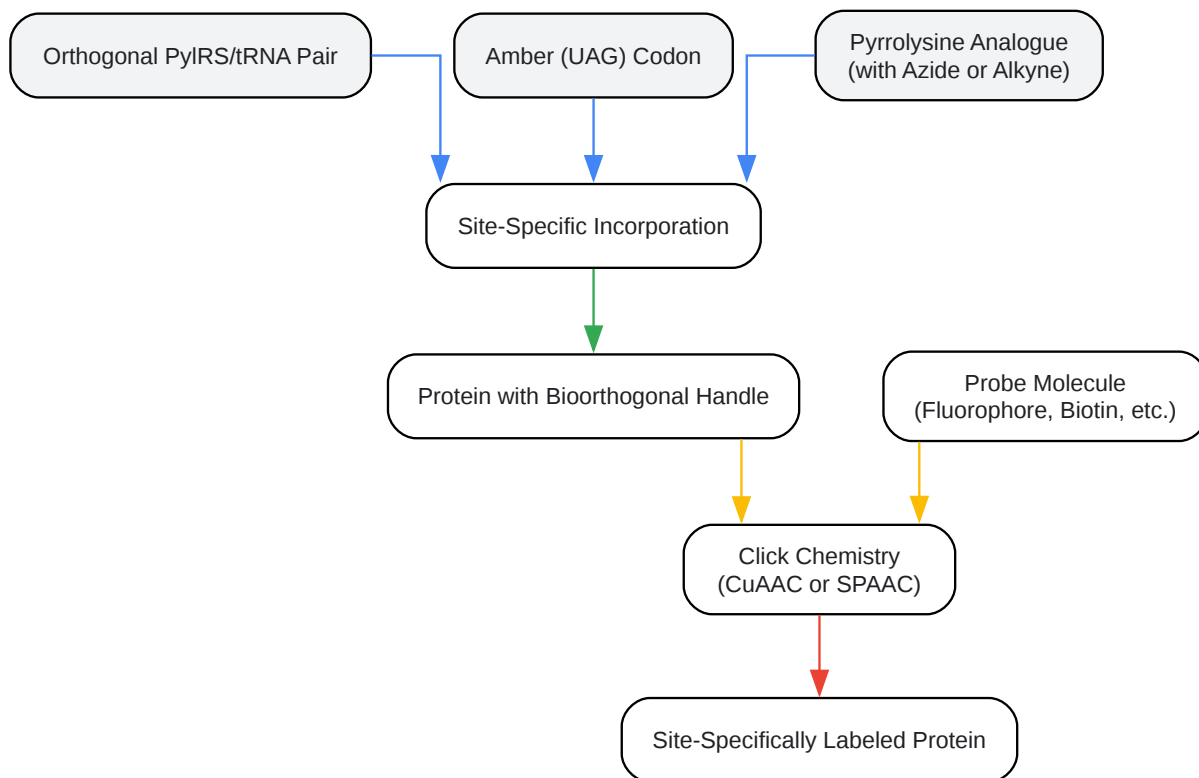 Orthogonal PylRS/tRNA Pair
Amber (UAG) Codon
Pyrrolysine Analogue
(with Azide or Alkyne)
Site-Specific Incorporation
Protein with Bioorthogonal Handle
Probe Molecule
(Fluorophore, Biotin, etc.)
Click Chemistry
(CuAAC or SPAAC)
Site-Specifically Labeled Protein